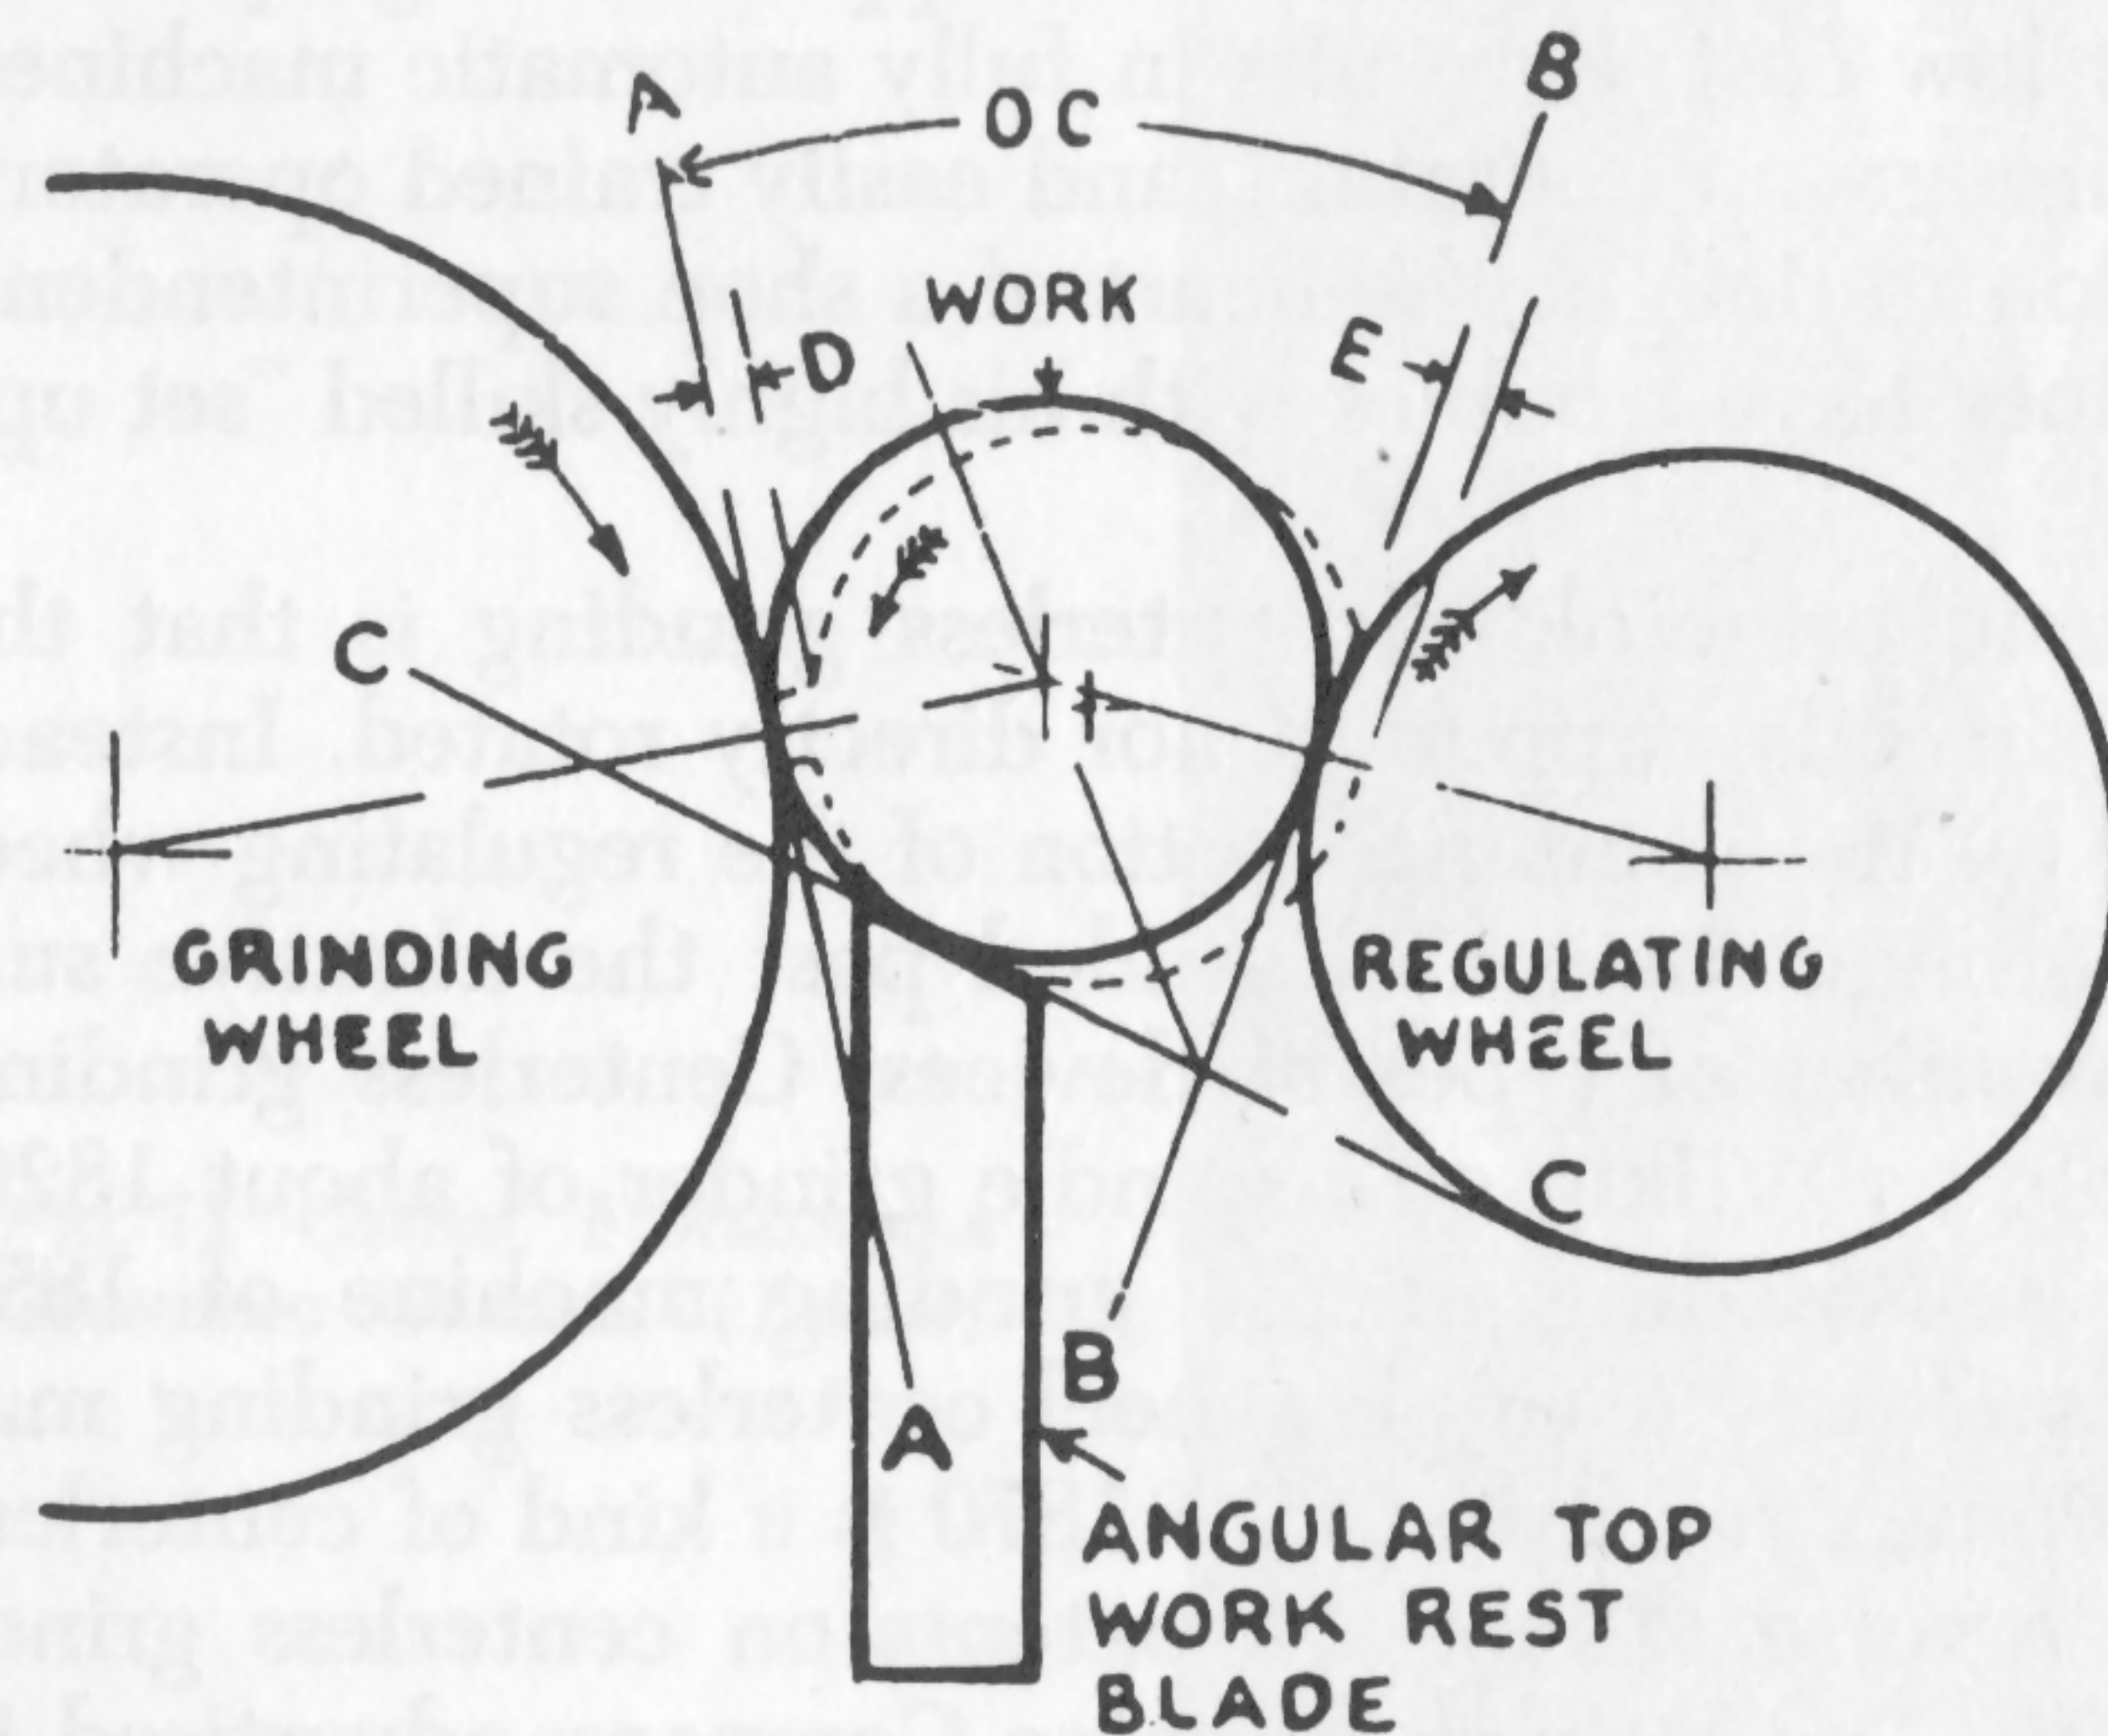 A
OC
B
WORK
D
E
C
GRINDING
WHEEL
REGULATING
WHEEL
C
B
A
ANGULAR TOP
WORK REST
BLADE